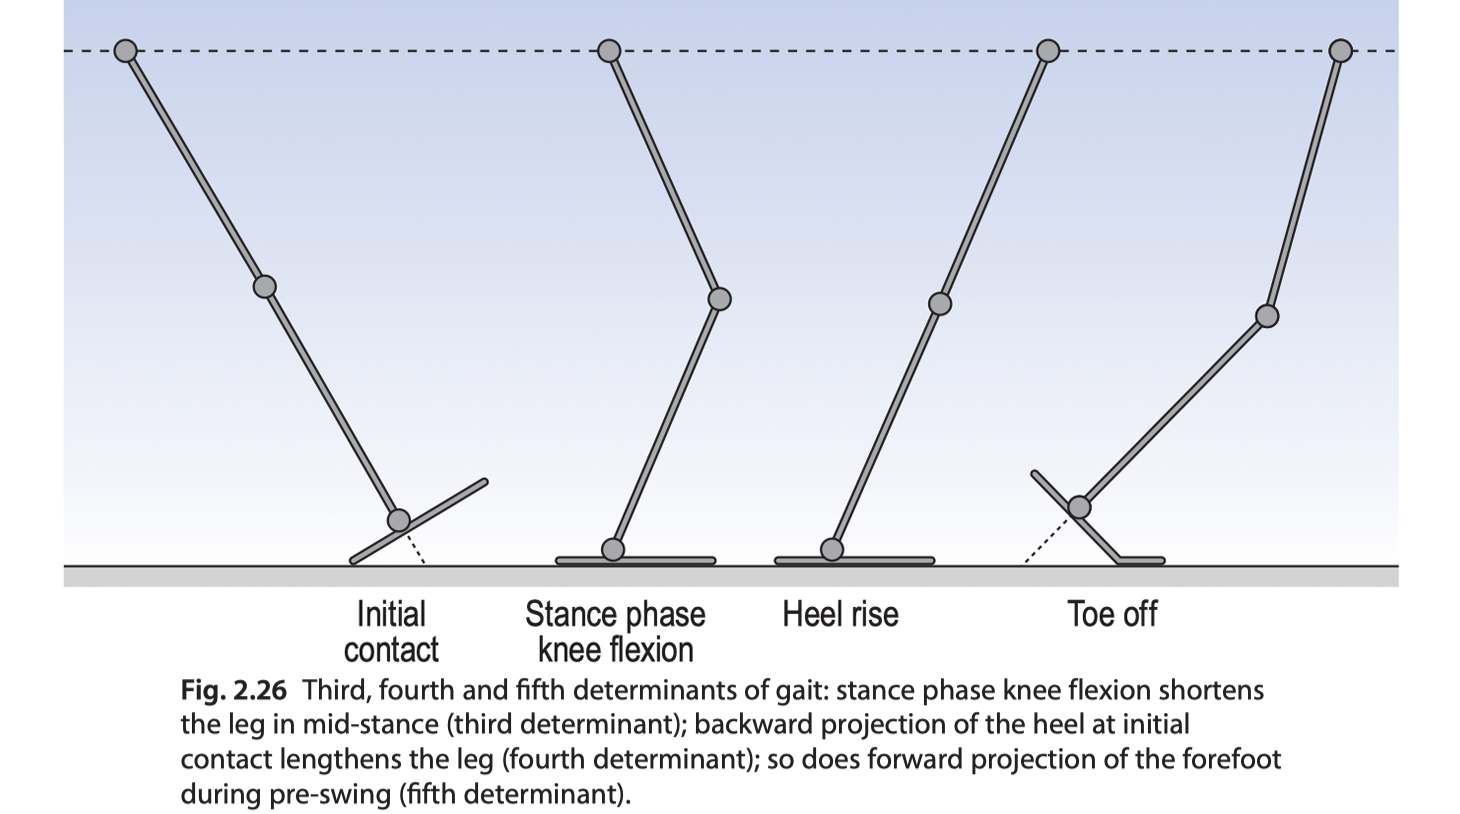 Initial
contact
Stance phase
knee flexion
Heel rise
Toe off
Fig. 2.26 Third, fourth and fifth determinants of gait: stance phase knee flexion shortens
the leg in mid-stance (third determinant); backward projection of the heel at initial
contact lengthens the leg (fourth determinant); so does forward projection of the forefoot
during pre-swing (fifth determinant).